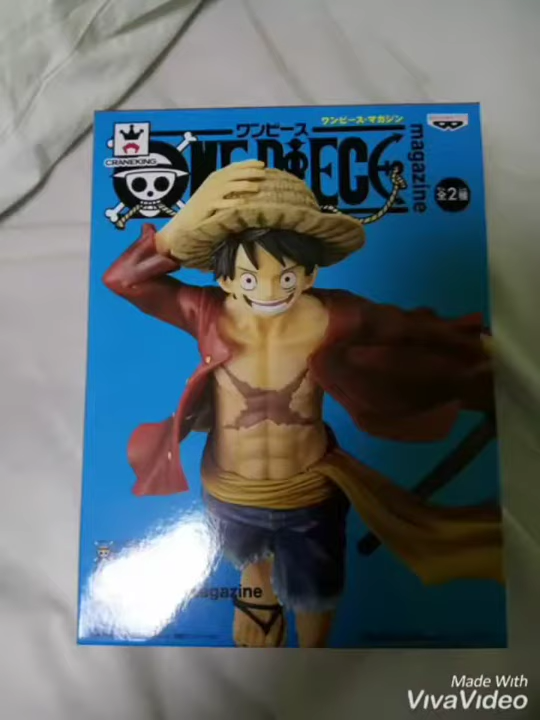 ワンピース・マガジン
ワンピース
CRANEKING
ONE PIECE
magazine
全2種
BANPRESTO
magazine
Made With
VivaVideo